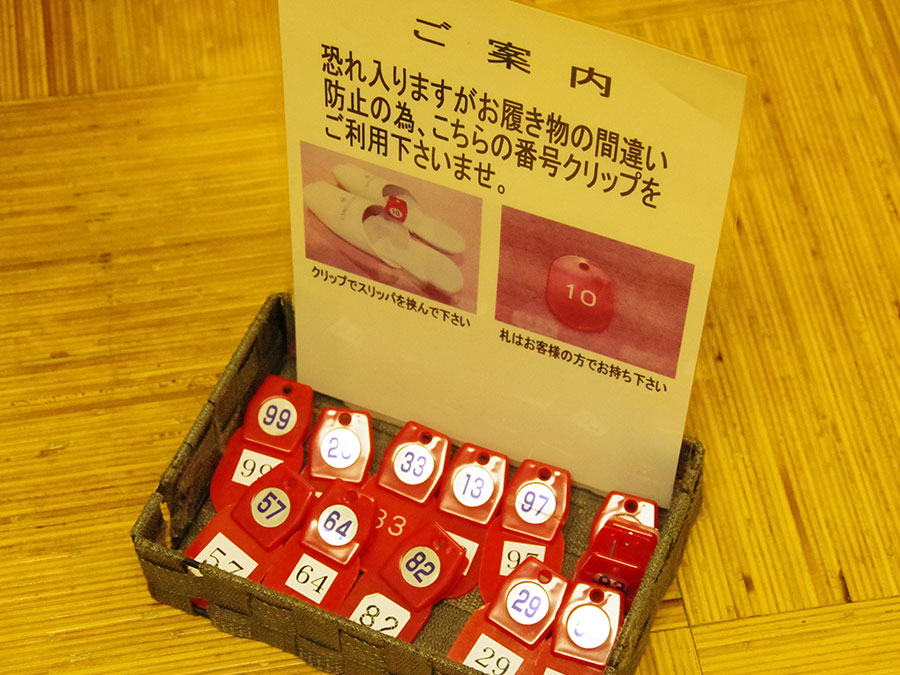 ご案内
恐れ入りますがお履き物の間違い
防止の為、こちらの番号クリップを
ご利用下さいませ。
10
10
クリップでスリッパを挟んで下さい
札はお客様の方でお持ち下さい
99
33
13
97
99
57
64
33
82
57
64
82
29
29